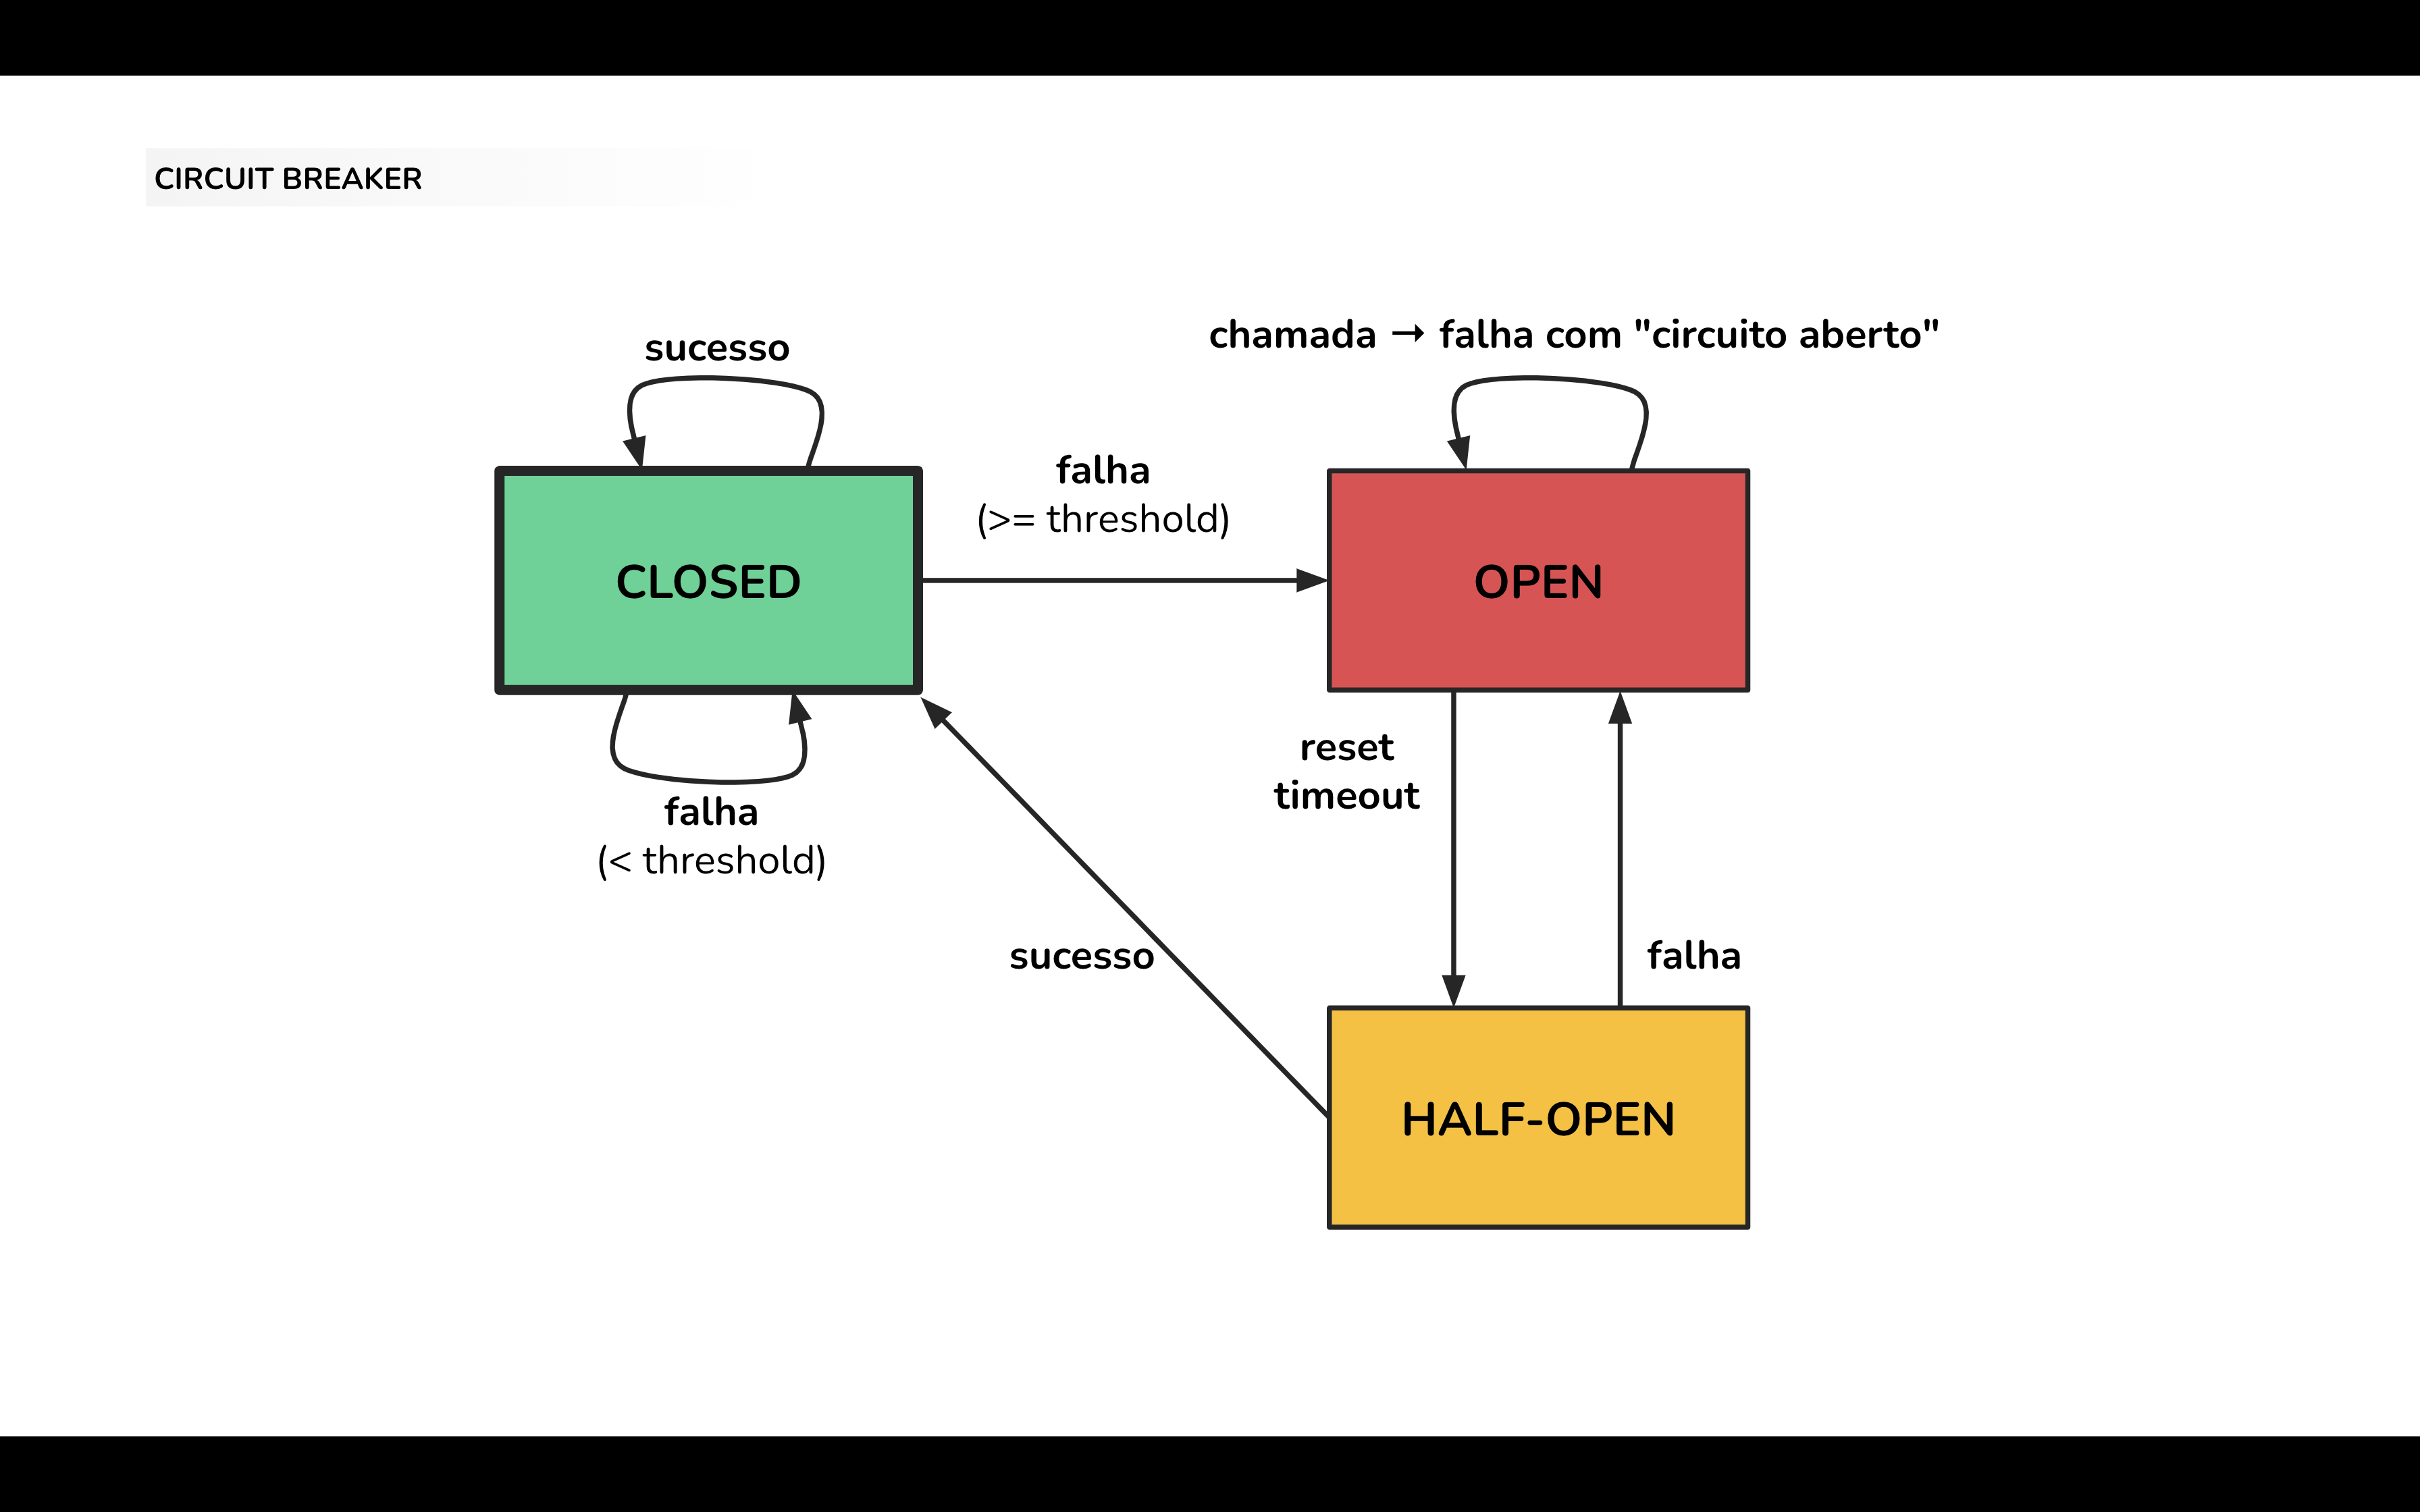 CIRCUIT BREAKER
sucesso
chamada → falha com "circuito aberto"
falha
(>= threshold)
CLOSED
OPEN
falha
(< threshold)
reset
timeout
sucesso
falha
HALF-OPEN